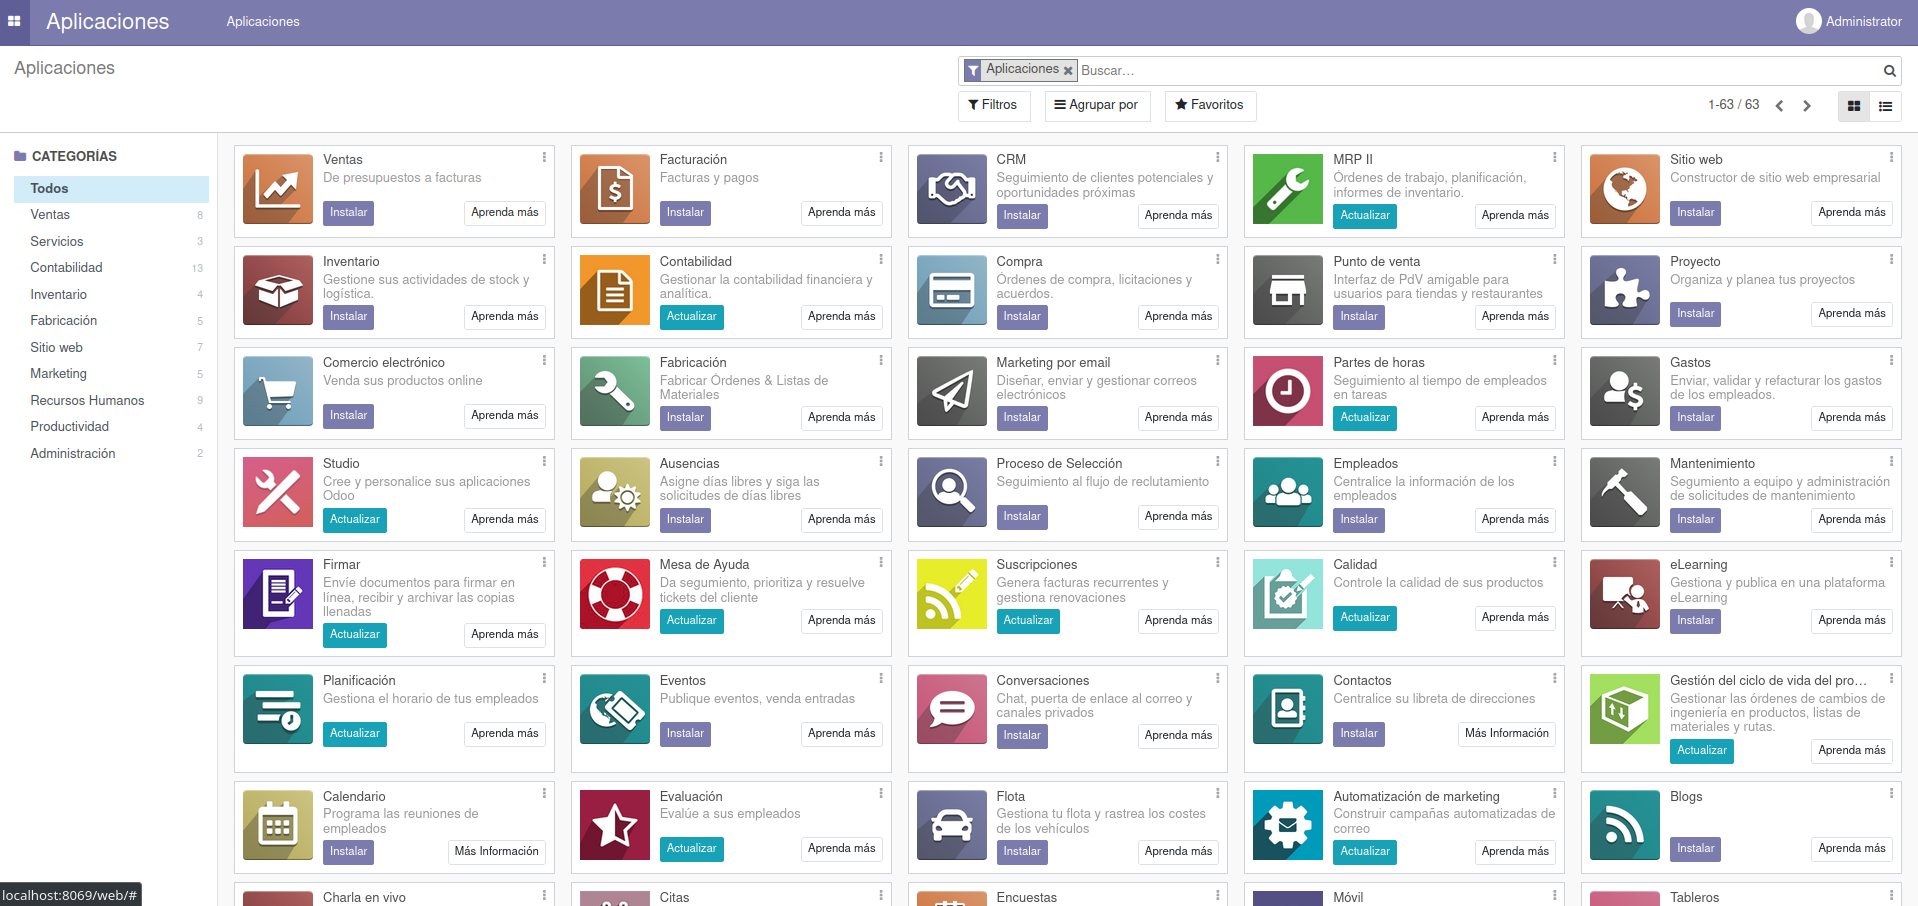 Aplicaciones
Aplicaciones
Administrator
Aplicaciones
Aplicaciones
Buscar...
Filtros
Agrupar por
Favoritos
1-63 / 63
CATEGORÍAS
Todos
Ventas 8
Servicios 3
Contabilidad 13
Inventario 4
Fabricación 5
Sitio web 7
Marketing 5
Recursos Humanos 9
Productividad 4
Administración 2
Ventas
De presupuestos a facturas
Instalar
Aprenda más
Facturación
Facturas y pagos
Instalar
Aprenda más
CRM
Seguimiento de clientes potenciales y
oportunidades próximas
Instalar
Aprenda más
MRP II
Órdenes de trabajo, planificación,
informes de inventario.
Actualizar
Aprenda más
Sitio web
Constructor de sitio web empresarial
Instalar
Aprenda más
Inventario
Gestione sus actividades de stock y
logística.
Instalar
Aprenda más
Contabilidad
Gestionar la contabilidad financiera y
analítica.
Actualizar
Aprenda más
Compra
Órdenes de compra, licitaciones y
acuerdos.
Instalar
Aprenda más
Punto de venta
Interfaz de PdV amigable para
usuarios para tiendas y restaurantes
Instalar
Aprenda más
Proyecto
Organiza y planea tus proyectos
Instalar
Aprenda más
Comercio electrónico
Venda sus productos online
Instalar
Aprenda más
Fabricación
Fabricar Órdenes & Listas de
Materiales
Instalar
Aprenda más
Marketing por email
Diseñar, enviar y gestionar correos
electrónicos
Instalar
Aprenda más
Partes de horas
Seguimiento al tiempo de empleados
en tareas
Actualizar
Aprenda más
Gastos
Enviar, validar y refacturar los gastos
de los empleados.
Instalar
Aprenda más
Studio
Cree y personalice sus aplicaciones
Odoo
Actualizar
Aprenda más
Ausencias
Asigne días libres y siga las
solicitudes de días libres
Instalar
Aprenda más
Proceso de Selección
Seguimiento al flujo de reclutamiento
Instalar
Aprenda más
Empleados
Centralice la información de los
empleados
Instalar
Aprenda más
Mantenimiento
Segumiento a equipo y administración
de solicitudes de mantenimiento
Instalar
Aprenda más
Firmar
Envíe documentos para firmar en
línea, recibir y archivar las copias
llenadas
Actualizar
Aprenda más
Mesa de Ayuda
Da segumiento, prioritiza y resuelve
tickets del cliente
Actualizar
Aprenda más
Suscripciones
Genera facturas recurrentes y
gestiona renovaciones
Actualizar
Aprenda más
Calidad
Controle la calidad de sus productos
Actualizar
Aprenda más
eLearning
Gestiona y publica en una plataforma
eLearning
Instalar
Aprenda más
Planificación
Gestiona el horario de tus empleados
Actualizar
Aprenda más
Eventos
Publique eventos, venda entradas
Instalar
Aprenda más
Conversaciones
Chat, puerta de enlace al correo y
canales privados
Instalar
Aprenda más
Contactos
Centralice su libreta de direcciones
Instalar
Más Información
Gestión del ciclo de vida del pro...
Gestionar las órdenes de cambios de
ingeniería en productos, listas de
materiales y rutas.
Actualizar
Aprenda más
Calendario
Programa las reuniones de
empleados
Instalar
Más Información
Evaluación
Evalúe a sus empleados
Actualizar
Aprenda más
Flota
Gestiona tu flota y rastrea los costes
de los vehículos
Instalar
Aprenda más
Automatización de marketing
Construir campañas automatizadas de
correo
Actualizar
Aprenda más
Blogs
Instalar
Aprenda más
Charla en vivo
Citas
Encuestas
Móvil
Tableros
localhost:8069/web/#